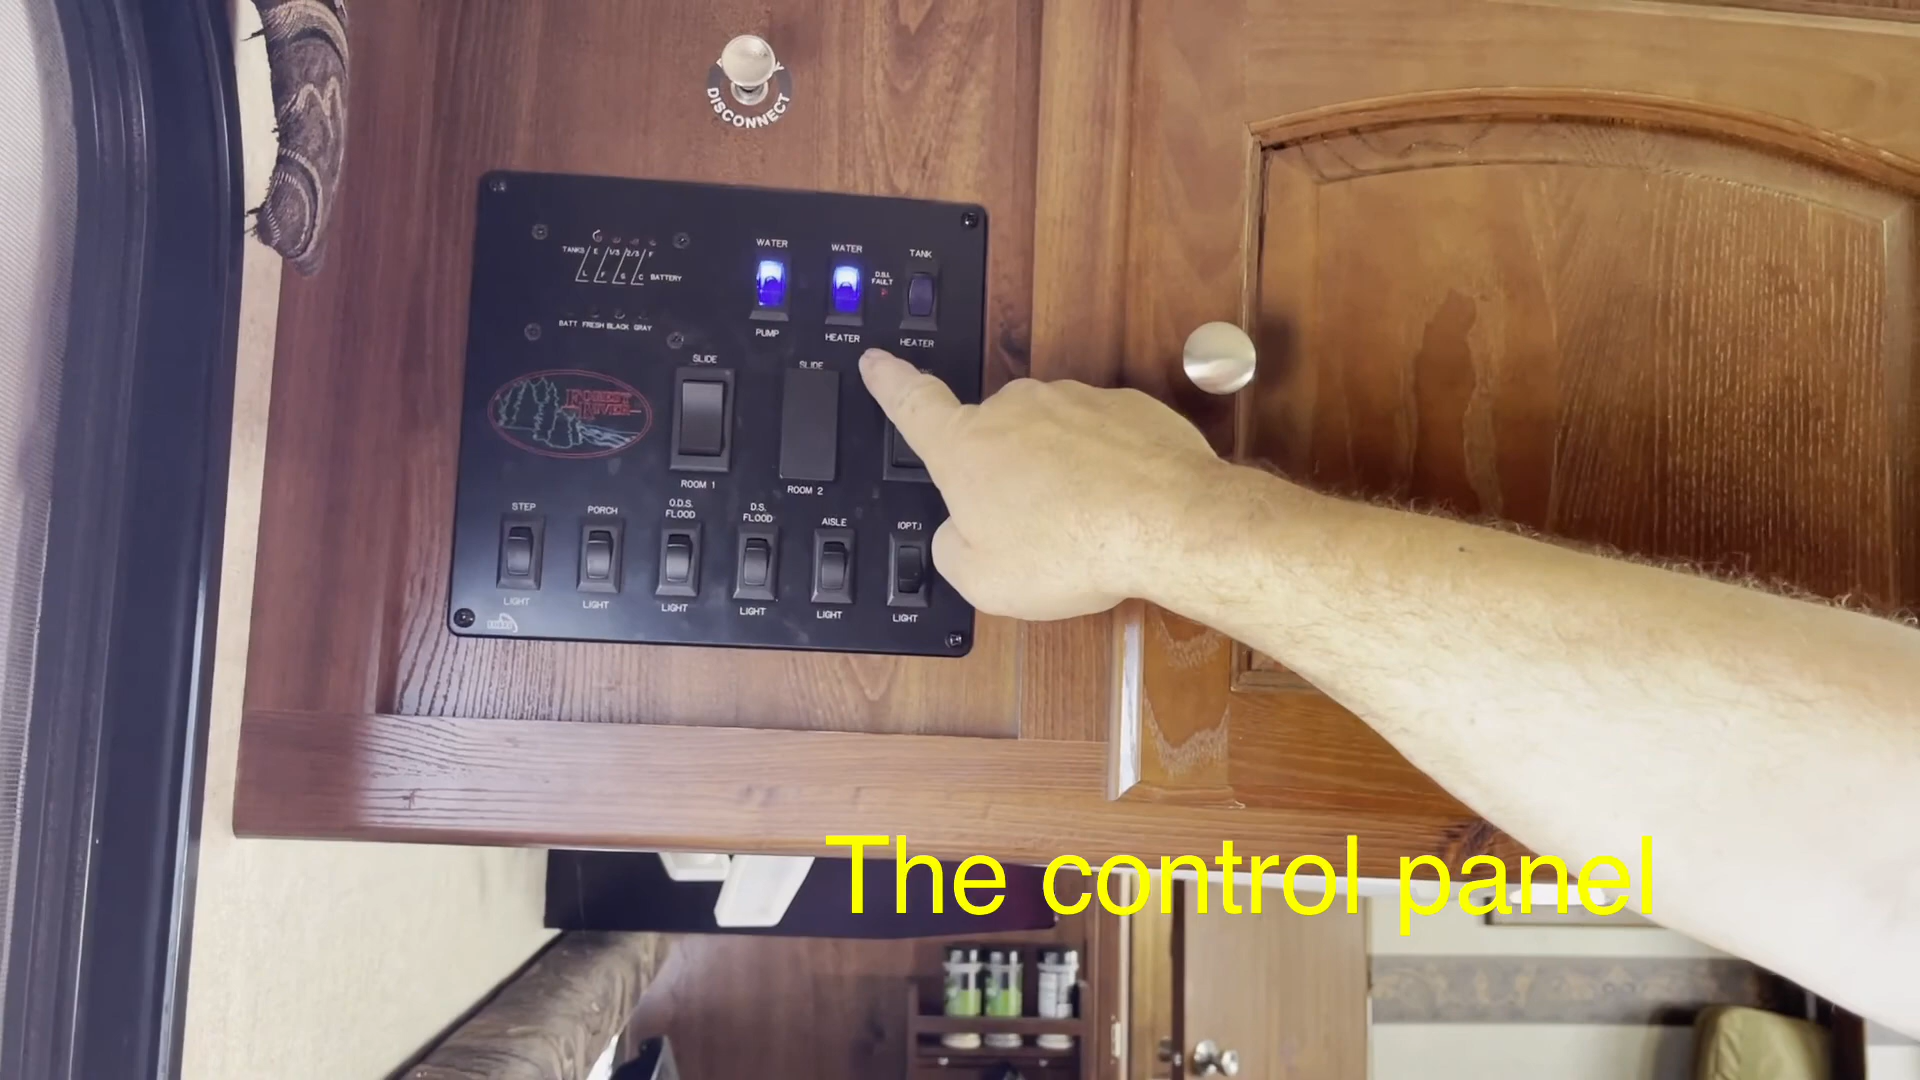 DISCONNECT
WATER
WATER
TANK
TANKS E 1/3 2/3 F
L F G C BATTERY
D.S.I.
FAULT
BATT FRESH BLACK GRAY
PUMP
HEATER
HEATER
SLIDE
SLIDE
FOREST
RIVER
ROOM 1
ROOM 2
STEP
PORCH
O.D.S.
FLOOD
D.S.
FLOOD
AISLE
(OPT.)
LIGHT
LIGHT
LIGHT
LIGHT
LIGHT
LIGHT
The control panel